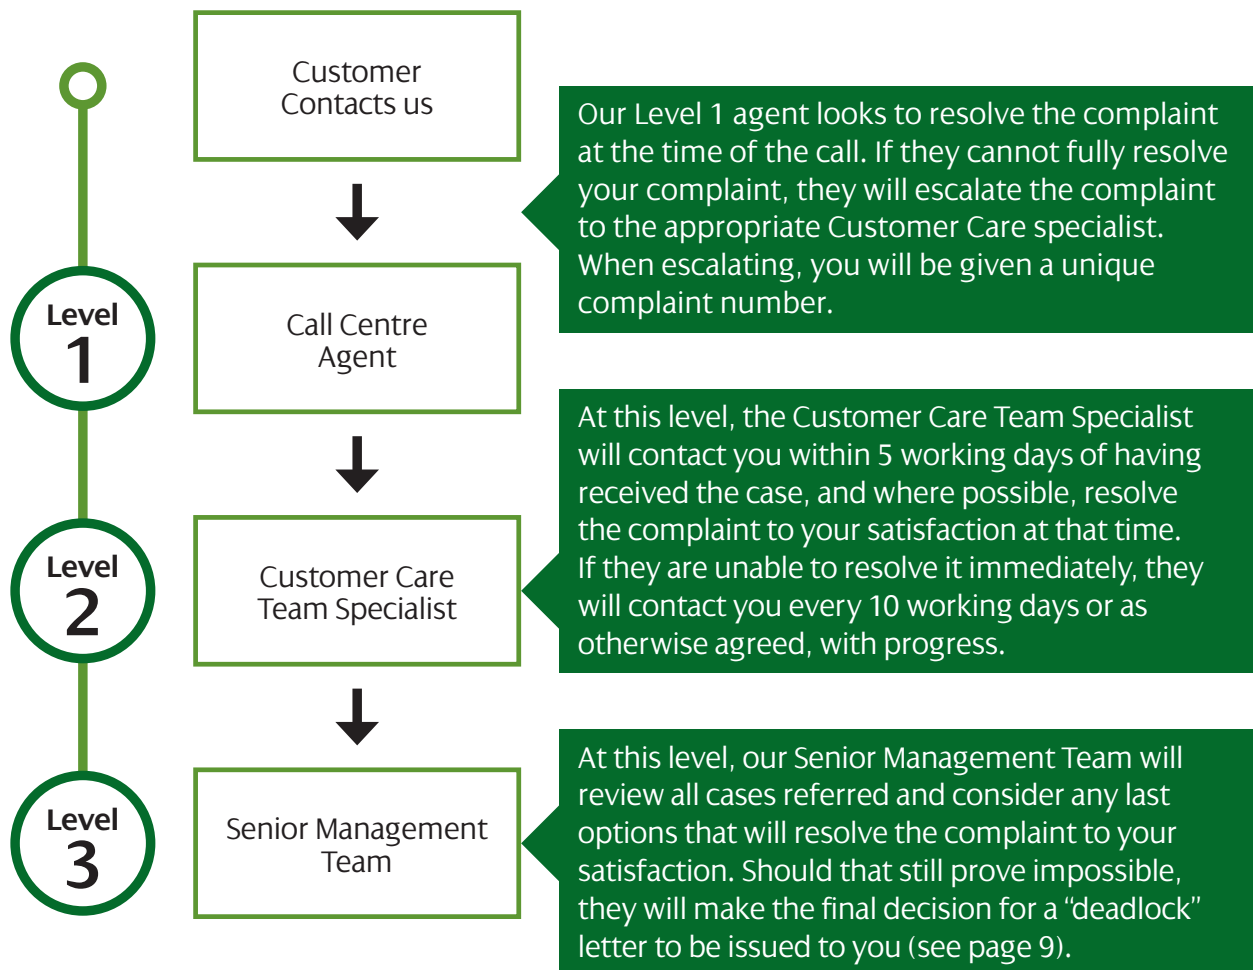 Customer
Contacts us
Our Level 1 agent looks to resolve the complaint
at the time of the call. If they cannot fully resolve
your complaint, they will escalate the complaint
to the appropriate Customer Care specialist.
When escalating, you will be given a unique
complaint number.
Level
1
Call Centre
Agent
At this level, the Customer Care Team Specialist
will contact you within 5 working days of having
received the case, and where possible, resolve
the complaint to your satisfaction at that time.
If they are unable to resolve it immediately, they
will contact you every 10 working days or as
otherwise agreed, with progress.
Level
2
Customer Care
Team Specialist
At this level, our Senior Management Team will
review all cases referred and consider any last
options that will resolve the complaint to your
satisfaction. Should that still prove impossible,
they will make the final decision for a “deadlock”
letter to be issued to you (see page 9).
Level
3
Senior Management
Team